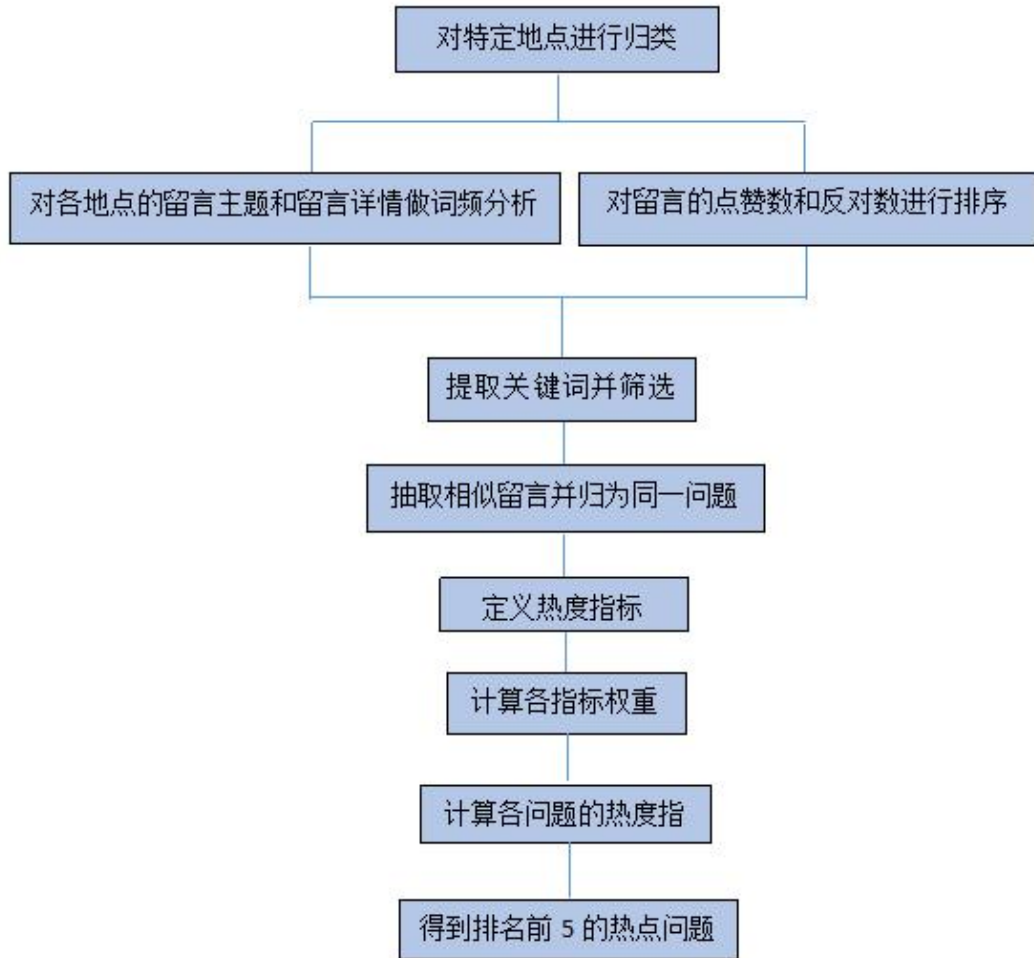 对特定地点进行归类
对各地点的留言主题和留言详情做词频分析
对留言的点赞数和反对数进行排序
提取关键词并筛选
抽取相似留言并归为同一问题
定义热度指标
计算各指标权重
计算各问题的热度指
得到排名前 5 的热点问题